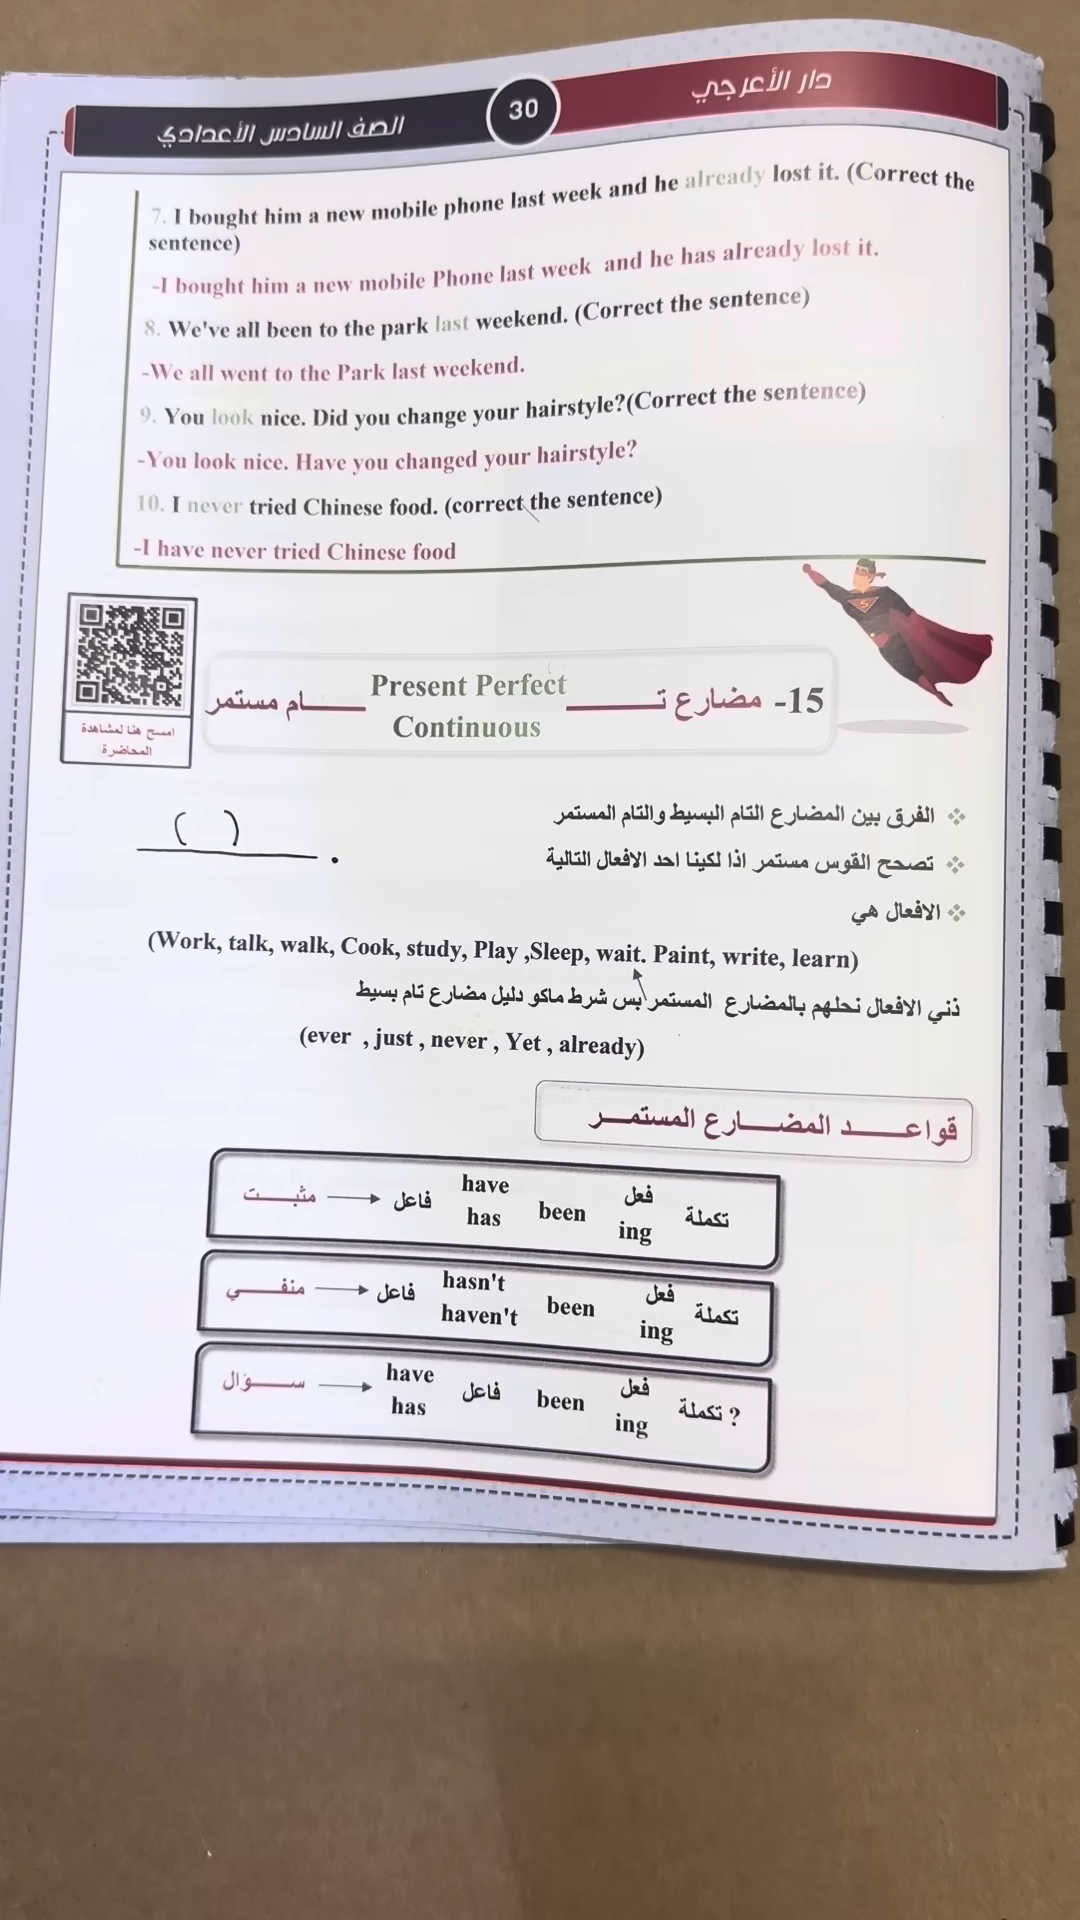 دار الأعرجي
30
الصف السادس الأعدادي
7. I bought him a new mobile phone last week and he already lost it. (Correct the
sentence)
-I bought him a new mobile Phone last week and he has already lost it.
8. We've all been to the park last weekend. (Correct the sentence)
-We all went to the Park last weekend.
9. You look nice. Did you change your hairstyle?(Correct the sentence)
-You look nice. Have you changed your hairstyle?
10. I never tried Chinese food. (correct the sentence)
-I have never tried Chinese food
امسح هنا لمشاهدة
المحاضرة
15- مضارع تـــــام مستمر
Present Perfect
Continuous
الفرق بين المضارع التام البسيط والتام المستمر
تصحح القوس مستمر اذا لكينا احد الافعال التالية
( ) .
الافعال هي
(Work, talk, walk, Cook, study, Play ,Sleep, wait. Paint, write, learn)
ذني الافعال نحلهم بالمضارع المستمر بس شرط ماكو دليل مضارع تام بسيط
(ever , just , never , Yet , already)
قواعـــد المضـــارع المستمـــر
مثبـــت → فاعل have has been فعل ing تكملة
منفـــي → فاعل hasn't haven't been فعل ing تكملة
ســـؤال → have has فاعل been فعل ing تكملة ?